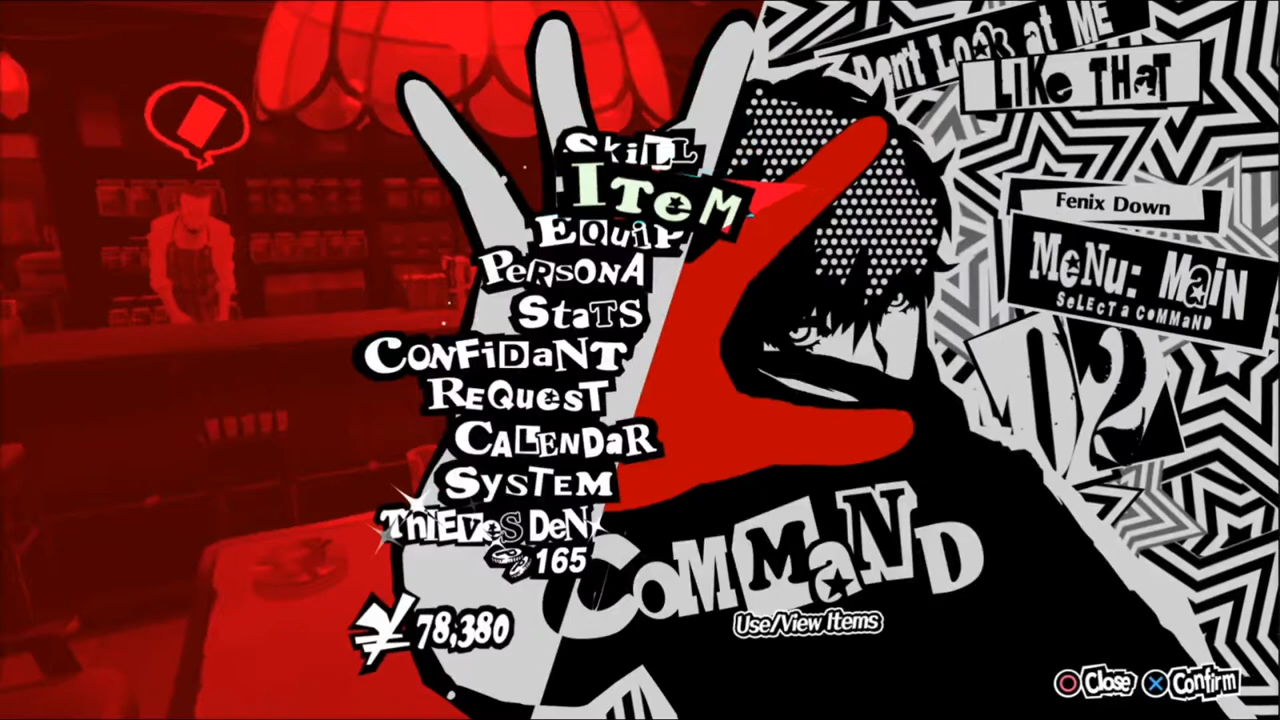 Don't Look at ME
LIKE THAT
Fenix Down
MeNu: MaiN
SeLeCT a CoMMaND
02
SKiLL
ITeM
EQuiP
PeRSONA
StaTS
CONFiDaNT
ReQuesT
CALENDaR
SySTEM
THiEVeS DeN
165
¥78,380
CoMMaND
Use/View Items
Close
Confirm